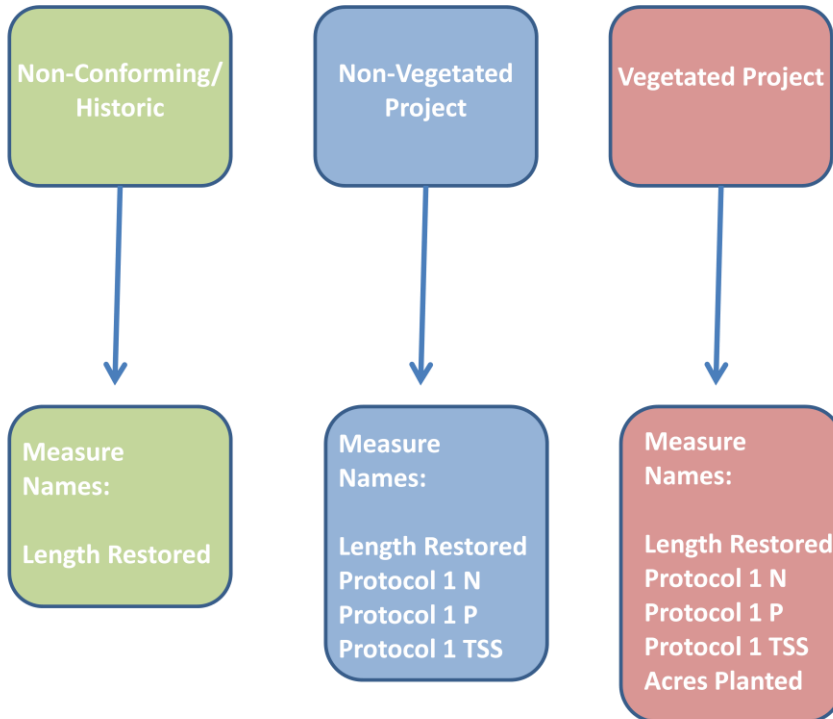 Non-Conforming/
Historic
Non-Vegetated
Project
Vegetated Project
Measure
Names:
Length Restored
Measure
Names:
Length Restored
Protocol 1 N
Protocol 1 P
Protocol 1 TSS
Measure
Names:
Length Restored
Protocol 1 N
Protocol 1 P
Protocol 1 TSS
Acres Planted